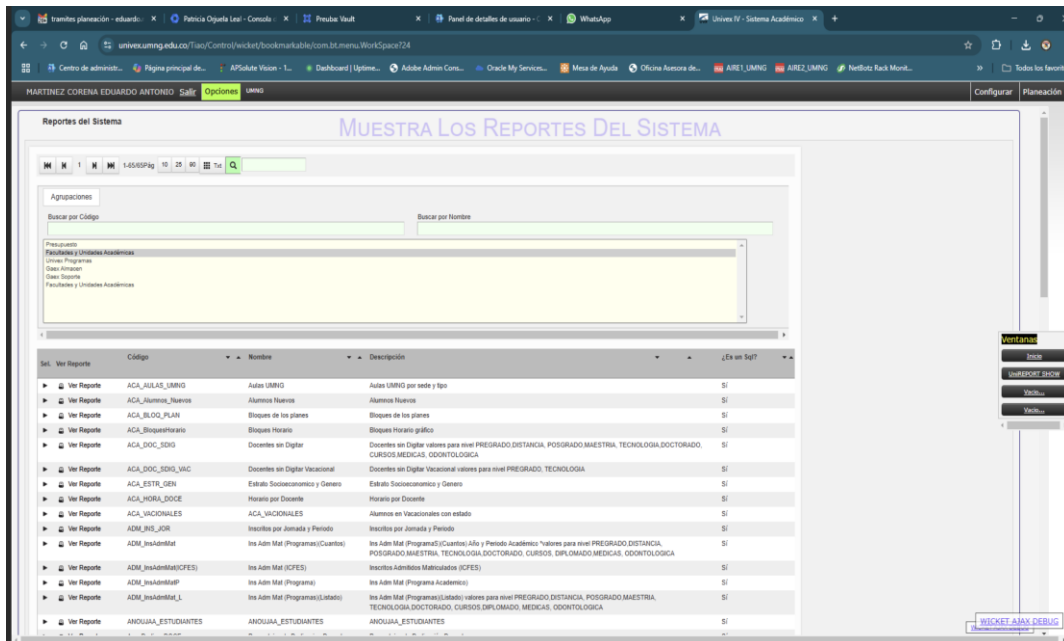 tramites planeación - eduardo
Patricia Orjuela Leal - Consola
Preubas Vault
Panel de detalles de usuario - C
WhatsApp
Univex IV - Sistema Académico
univex.umng.edu.co/Tiao/Control/wicket/bookmarkable/com.bt.menu.WorkSpace?24
Centro de administr...
Página principal de...
APSolute Vision - 1...
Dashboard | Uptime...
Adobe Admin Cons...
Oracle My Services...
Mesa de Ayuda
Oficina Asesora de...
AIRE1_UMNG
AIRE2_UMNG
NetBotz Rack Monit...
Todos los favorit
MARTINEZ CORENA EDUARDO ANTONIO Salir Opciones UMNG
Configurar Planeación
Reportes del Sistema
MUESTRA LOS REPORTES DEL SISTEMA
1 1-65/65Pág 10 25 80 Txt
Agrupaciones
Buscar por Código Buscar por Nombre
Presupuesto
Facultades y Unidades Académicas
Univex Programas
Gaex Almacen
Gaex Soporte
Facultades y Unidades Académicas
Ventanas
Inicio
UniREPORT SHOW
Vacio...
Vacio...
Sel. Ver Reporte Código Nombre Descripción ¿Es un Sql?
Ver Reporte ACA_AULAS_UMNG Aulas UMNG Aulas UMNG por sede y tipo Sí
Ver Reporte ACA_Alumnos_Nuevos Alumnos Nuevos Alumnos Nuevos Sí
Ver Reporte ACA_BLOQ_PLAN Bloques de los planes Bloques de los planes Sí
Ver Reporte ACA_BloquesHorario Bloques Horario Bloques Horario gráfico Sí
Ver Reporte ACA_DOC_SDIG Docentes sin Digitar Docentes sin Digitar valores para nivel PREGRADO,DISTANCIA, POSGRADO,MAESTRIA, TECNOLOGIA,DOCTORADO, Sí
CURSOS,MEDICAS, ODONTOLOGICA
Ver Reporte ACA_DOC_SDIG_VAC Docentes sin Digitar Vacacional Docentes sin Digitar Vacacional valores para nivel PREGRADO, TECNOLOGIA Sí
Ver Reporte ACA_ESTR_GEN Estrato Socioeconomico y Genero Estrato Socioeconomico y Genero Sí
Ver Reporte ACA_HORA_DOCE Horario por Docente Horario por Docente Sí
Ver Reporte ACA_VACIONALES ACA_VACIONALES Alumnos en Vacacionales con estado Sí
Ver Reporte ADM_INS_JOR Inscritos por Jornada y Periodo Inscritos por Jornada y Periodo Sí
Ver Reporte ADM_InsAdmMat Ins Adm Mat (Programas)(Cuantos) Ins Adm Mat (ProgramaS)(Cuantos) Año y Periodo Académico *valores para nivel PREGRADO,DISTANCIA, Sí
POSGRADO,MAESTRIA, TECNOLOGIA,DOCTORADO, CURSOS, DIPLOMADO,MEDICAS, ODONTOLOGICA
Ver Reporte ADM_InsAdmMat(ICFES) Ins Adm Mat (ICFES) Inscritos Admitidos Matriculados (ICFES) Sí
Ver Reporte ADM_InsAdmMatP Ins Adm Mat (Programa) Ins Adm Mat (Programa Academico) Sí
Ver Reporte ADM_InsAdmMat_L Ins Adm Mat (Programas)(Listado) Ins Adm Mat (Programas)(Listado) valores para nivel PREGRADO,DISTANCIA, POSGRADO,MAESTRIA, Sí
TECNOLOGIA,DOCTORADO, CURSOS,DIPLOMADO, MEDICAS, ODONTOLOGICA
Ver Reporte ANOUJAA_ESTUDIANTES ANOUJAA_ESTUDIANTES ANOUJAA_ESTUDIANTES Sí
WICKET AJAX DEBUG